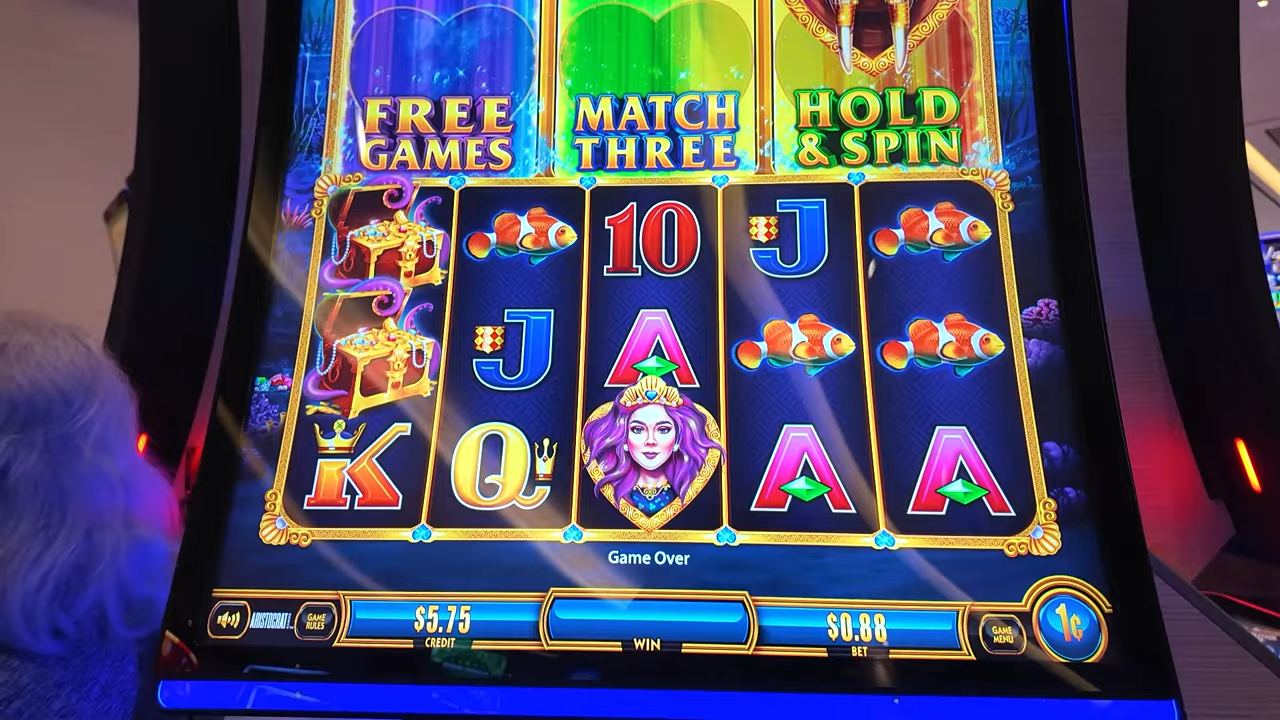 FREE
GAMES
MATCH
THREE
HOLD
& SPIN
10
J
J
A
K
Q
A
A
Game Over
ARISTOCRAT
GAME
RULES
$5.75
CREDIT
WIN
$0.88
BET
GAME
MENU
1¢